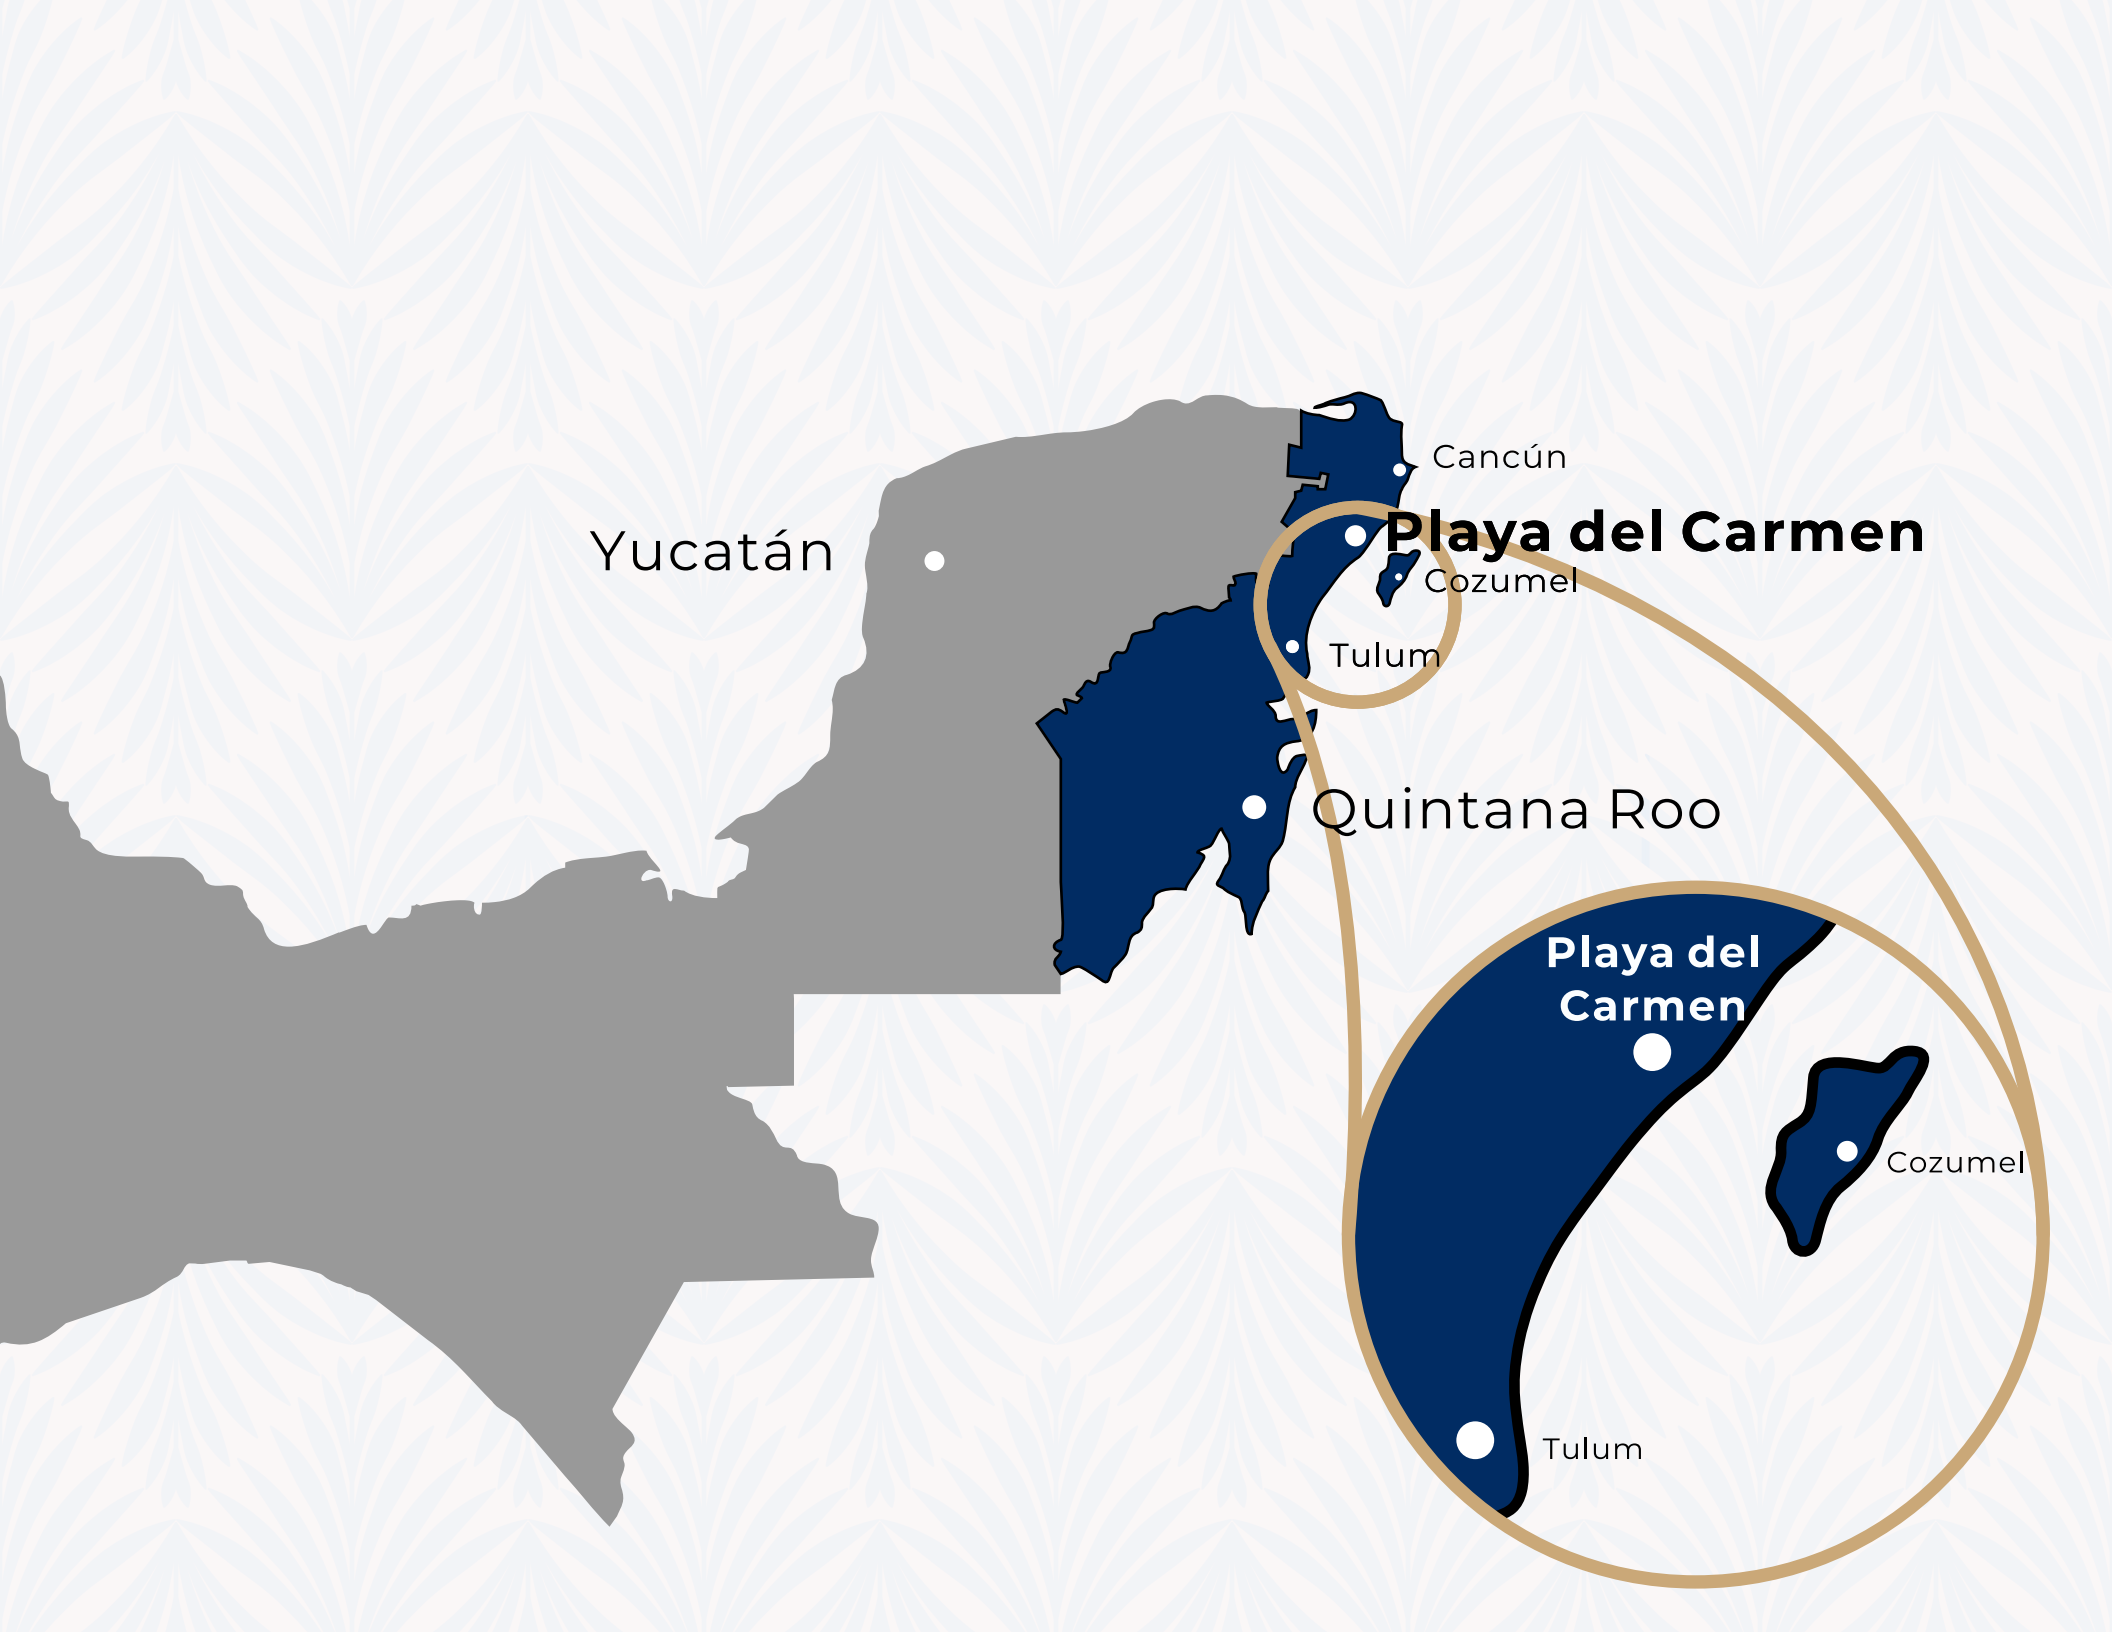 Cancún
Playa del Carmen
Yucatán
Cozumel
Tulum
Quintana Roo
Playa del
Carmen
Cozumel
Tulum